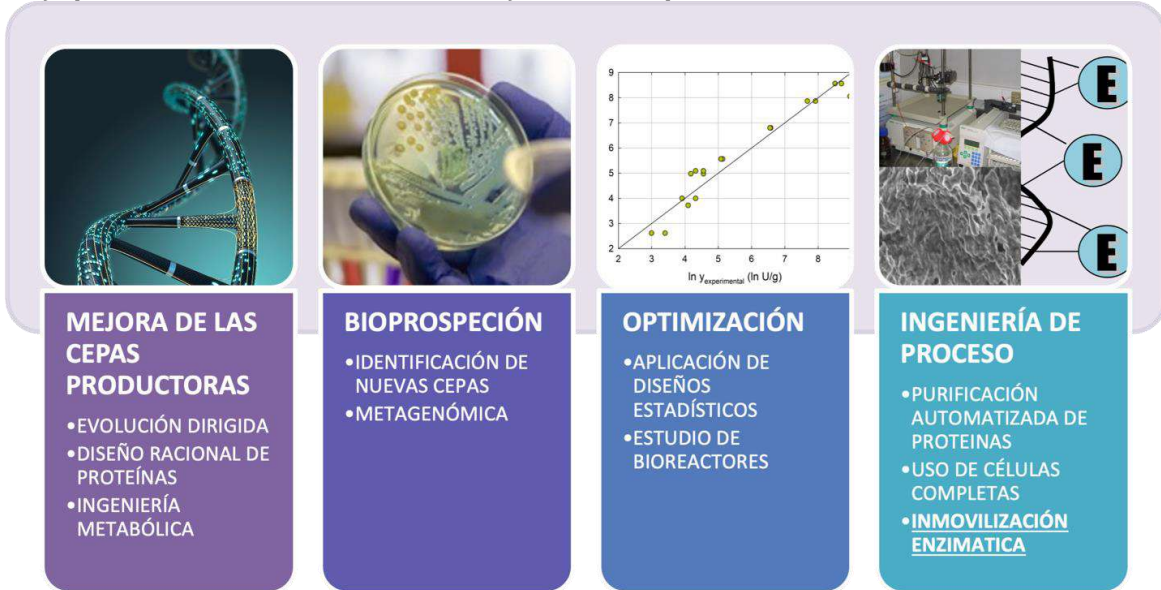 9
8
7
6
5
4
3
2
2
3
4
5
6
7
8
ln y experimental (ln U/g)
E
E
E
MEJORA DE LAS
CEPAS
PRODUCTORAS
•EVOLUCIÓN DIRIGIDA
•DISEÑO RACIONAL DE
PROTEÍNAS
•INGENIERÍA
METABÓLICA
BIOPROSPECIÓN
•IDENTIFICACIÓN DE
NUEVAS CEPAS
•METAGENÓMICA
OPTIMIZACIÓN
•APLICACIÓN DE
DISEÑOS
ESTADÍSTICOS
•ESTUDIO DE
BIOREACTORES
INGENIERÍA DE
PROCESO
•PURIFICACIÓN
AUTOMATIZADA DE
PROTEINAS
•USO DE CÉLULAS
COMPLETAS
•INMOVILIZACIÓN
ENZIMATICA